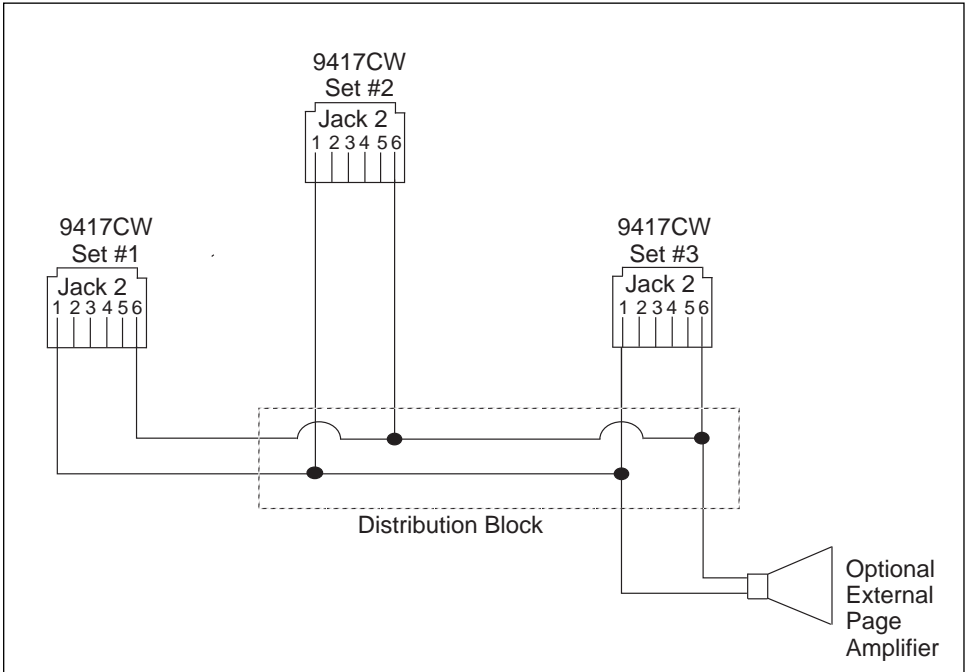 9417CW
Set #2
Jack 2
1 2 3 4 5 6
9417CW
Set #1
Jack 2
1 2 3 4 5 6
9417CW
Set #3
Jack 2
1 2 3 4 5 6
Distribution Block
Optional
External
Page
Amplifier